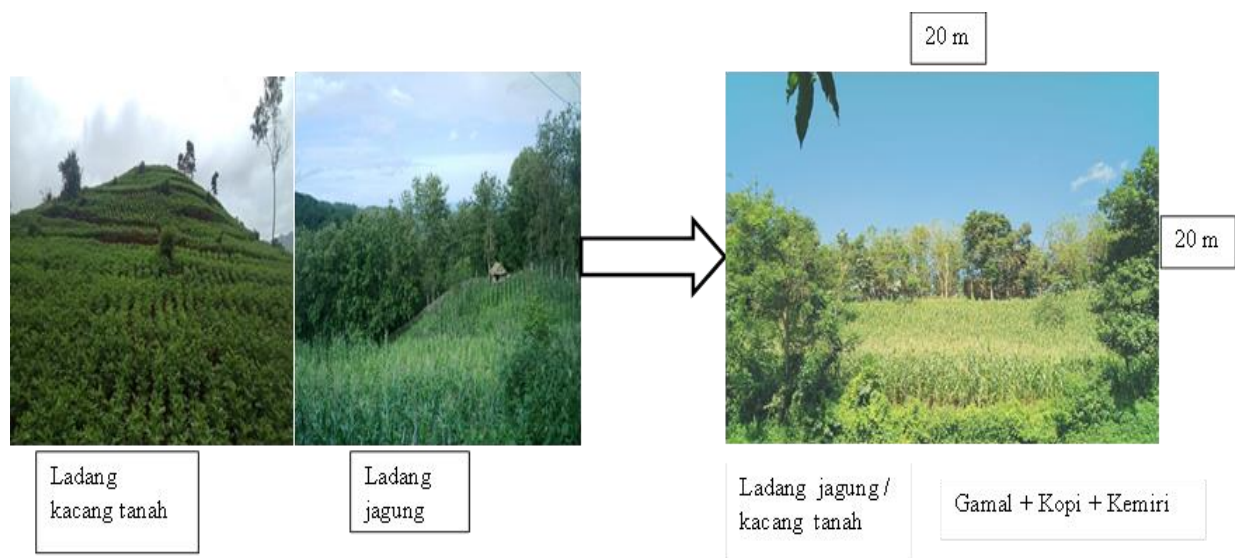 20 m
20 m
Ladang
kacang tanah
Ladang
jagung
Ladang jagung /
kacang tanah
Gamal + Kopi + Kemiri